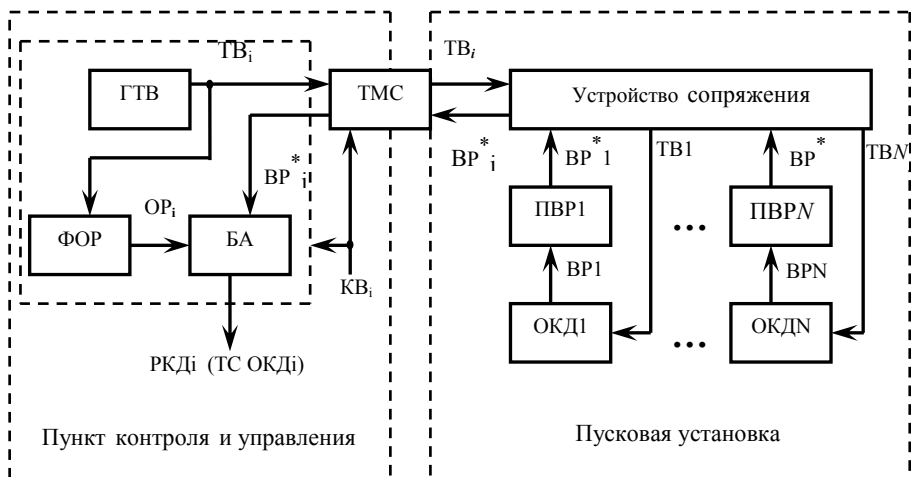 ТВi
ТВi
ГТВ
ТМС
Устройство сопряжения
ВР*i
ВР*i
ВР*1
ТВ1
ВР*
ТВN
ОРi
ПВР1
...
ПВРN
ФОР
БА
КВi
ВР1
ВРN
ОКД1
...
ОКДN
РКДi (ТС ОКДi)
Пункт контроля и управления
Пусковая установка